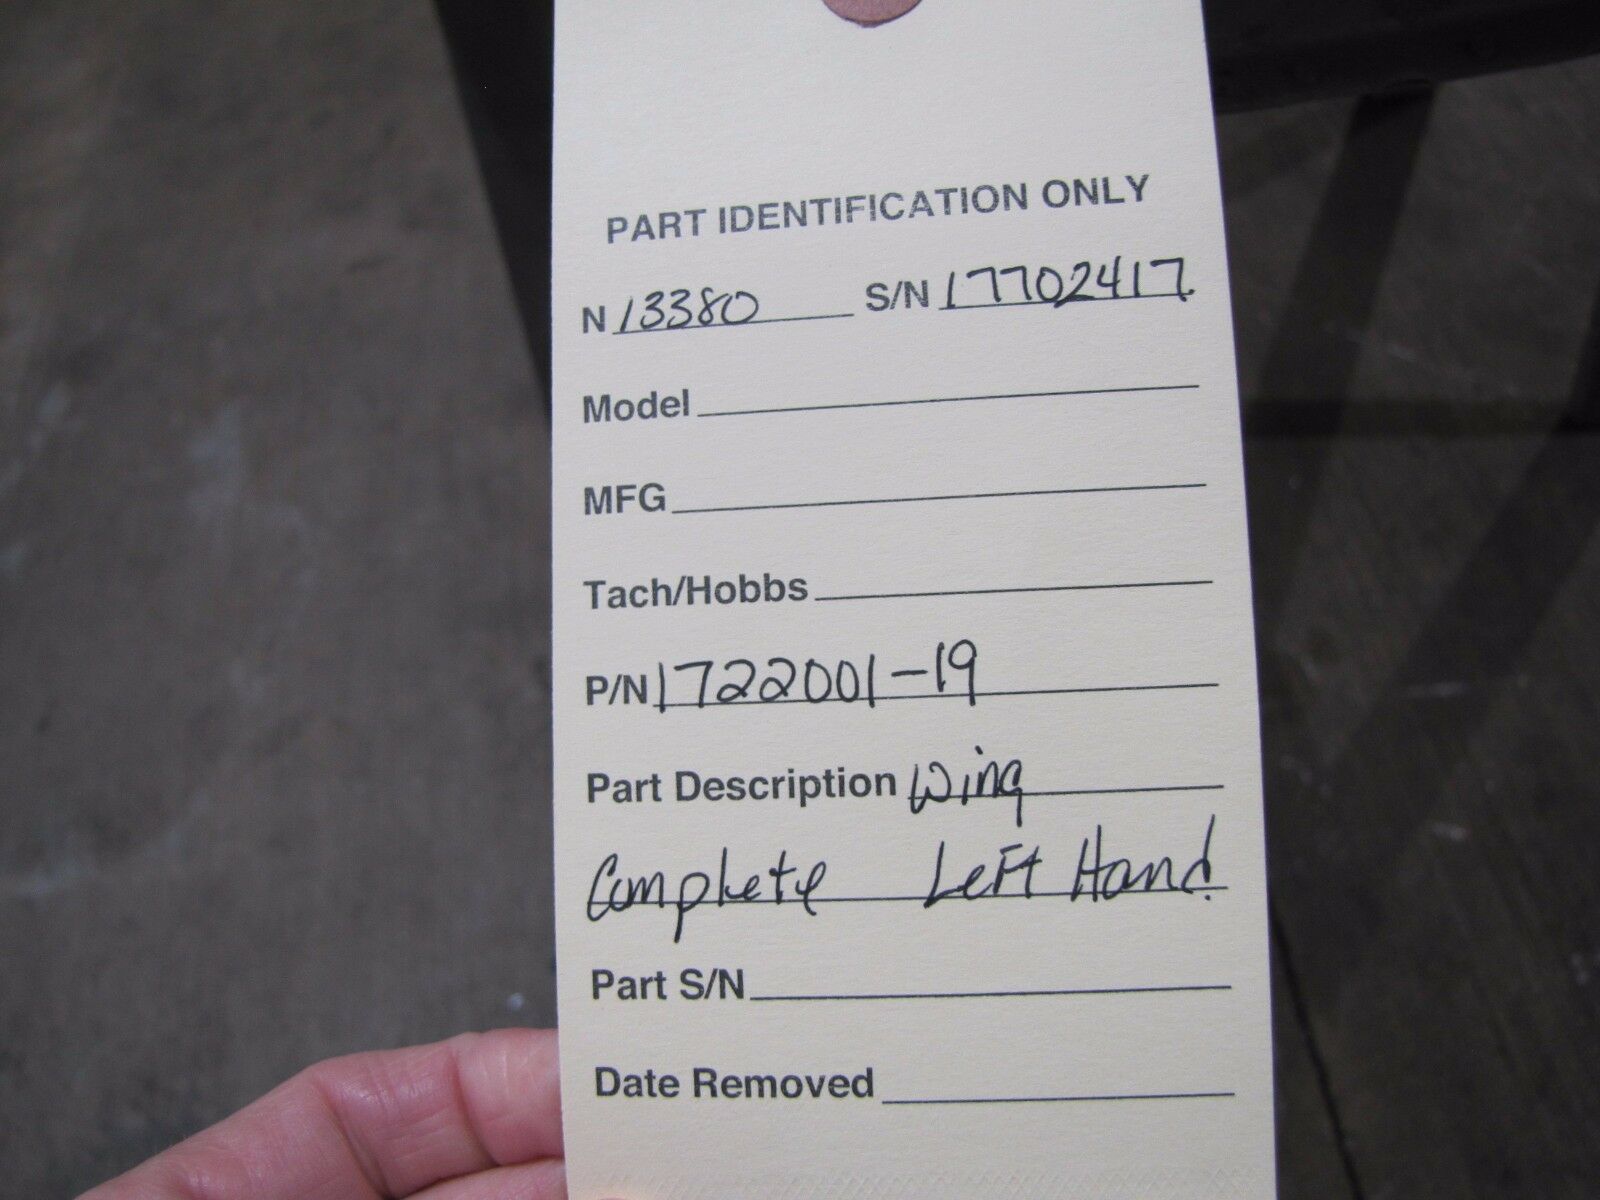 PART IDENTIFICATION ONLY
N 13380 S/N 17702417
Model
MFG
Tach/Hobbs
P/N 1722001-19
Part Description Wing
Complete Left Hand
Part S/N
Date Removed